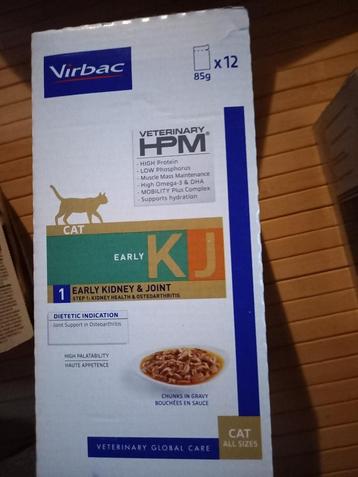 Virbac
x 12
85g
VETERINARY
HPM
- HIGH Protein
- LOW Phosphorus
- Muscle Mass Maintenance
- High Omega-3 & DHA
- MOBILITY Plus Complex
- Supports hydration
CAT
EARLY KJ
1 EARLY KIDNEY & JOINT
STEP 1: KIDNEY HEALTH & OSTEOARTHRITIS
DIETETIC INDICATION
Joint Support in Osteoarthritis
HIGH PALATABILITY
HAUTE APPETENCE
CHUNKS IN GRAVY
BOUCHÉES EN SAUCE
VETERINARY GLOBAL CARE
CAT
ALL SIZES